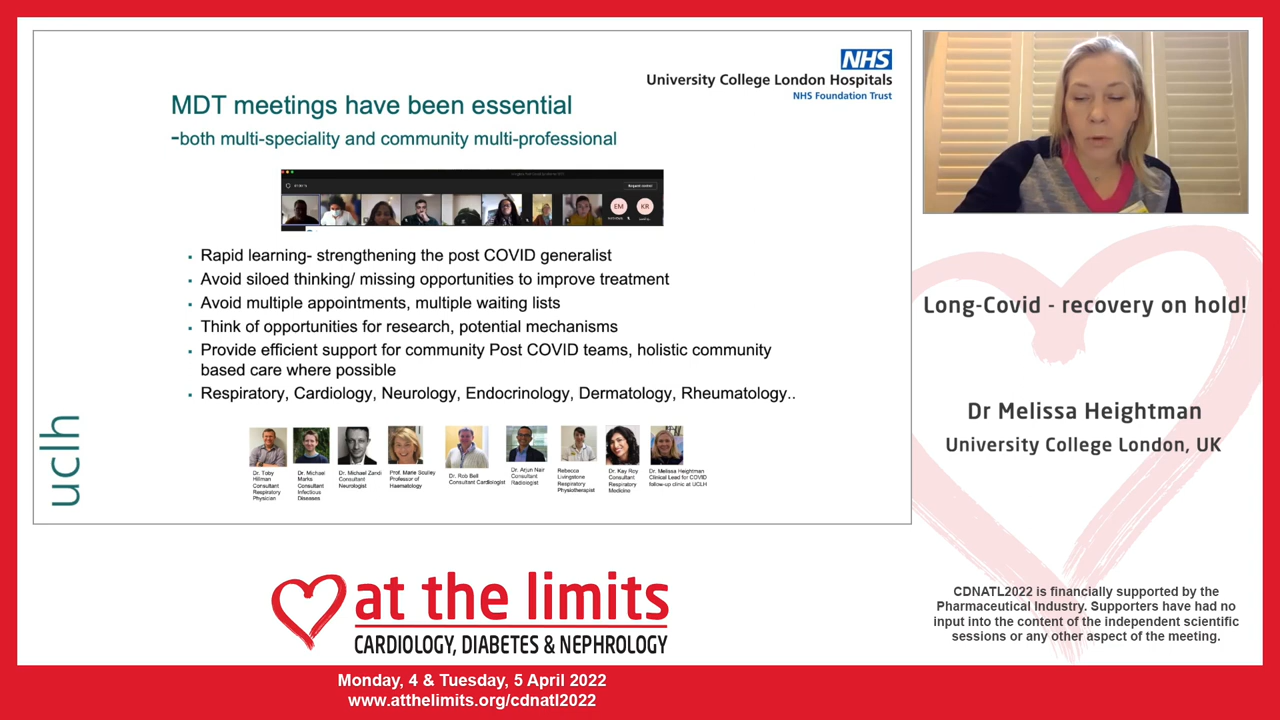 NHS
University College London Hospitals
NHS Foundation Trust
MDT meetings have been essential
-both multi-speciality and community multi-professional
EM
KR
Rapid learning- strengthening the post COVID generalist
Avoid siloed thinking/ missing opportunities to improve treatment
Avoid multiple appointments, multiple waiting lists
Think of opportunities for research, potential mechanisms
Provide efficient support for community Post COVID teams, holistic community
based care where possible
Respiratory, Cardiology, Neurology, Endocrinology, Dermatology, Rheumatology..
uclh
Dr. Toby
Hillman
Consultant
Respiratory
Physician
Dr. Michael
Marks
Consultant
Infectious
Diseases
Dr. Michael Zandi
Consultant
Neurologist
Prof. Marie Scully
Professor of
Haematology
Dr. Rob Bell
Consultant Cardiologist
Dr. Arjun Nair
Consultant
Radiologist
Rebecca
Livingstone
Respiratory
Physiotherapist
Dr. Kay Roy
Consultant
Respiratory
Medicine
Dr. Melissa Heightman
Clinical Lead for COVID
follow-up clinic at UCLH
Long-Covid - recovery on hold!
Dr Melissa Heightman
University College London, UK
CDNATL2022 is financially supported by the
Pharmaceutical Industry. Supporters have had no
input into the content of the independent scientific
sessions or any other aspect of the meeting.
at the limits
CARDIOLOGY, DIABETES & NEPHROLOGY
Monday, 4 & Tuesday, 5 April 2022
www.atthelimits.org/cdnatl2022